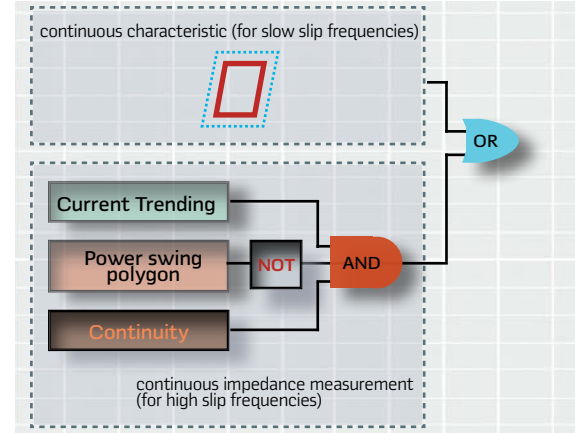 continuous characteristic (for slow slip frequencies)
OR
Current Trending
Power swing
polygon
NOT
AND
Continuity
continuous impedance measurement
(for high slip frequencies)